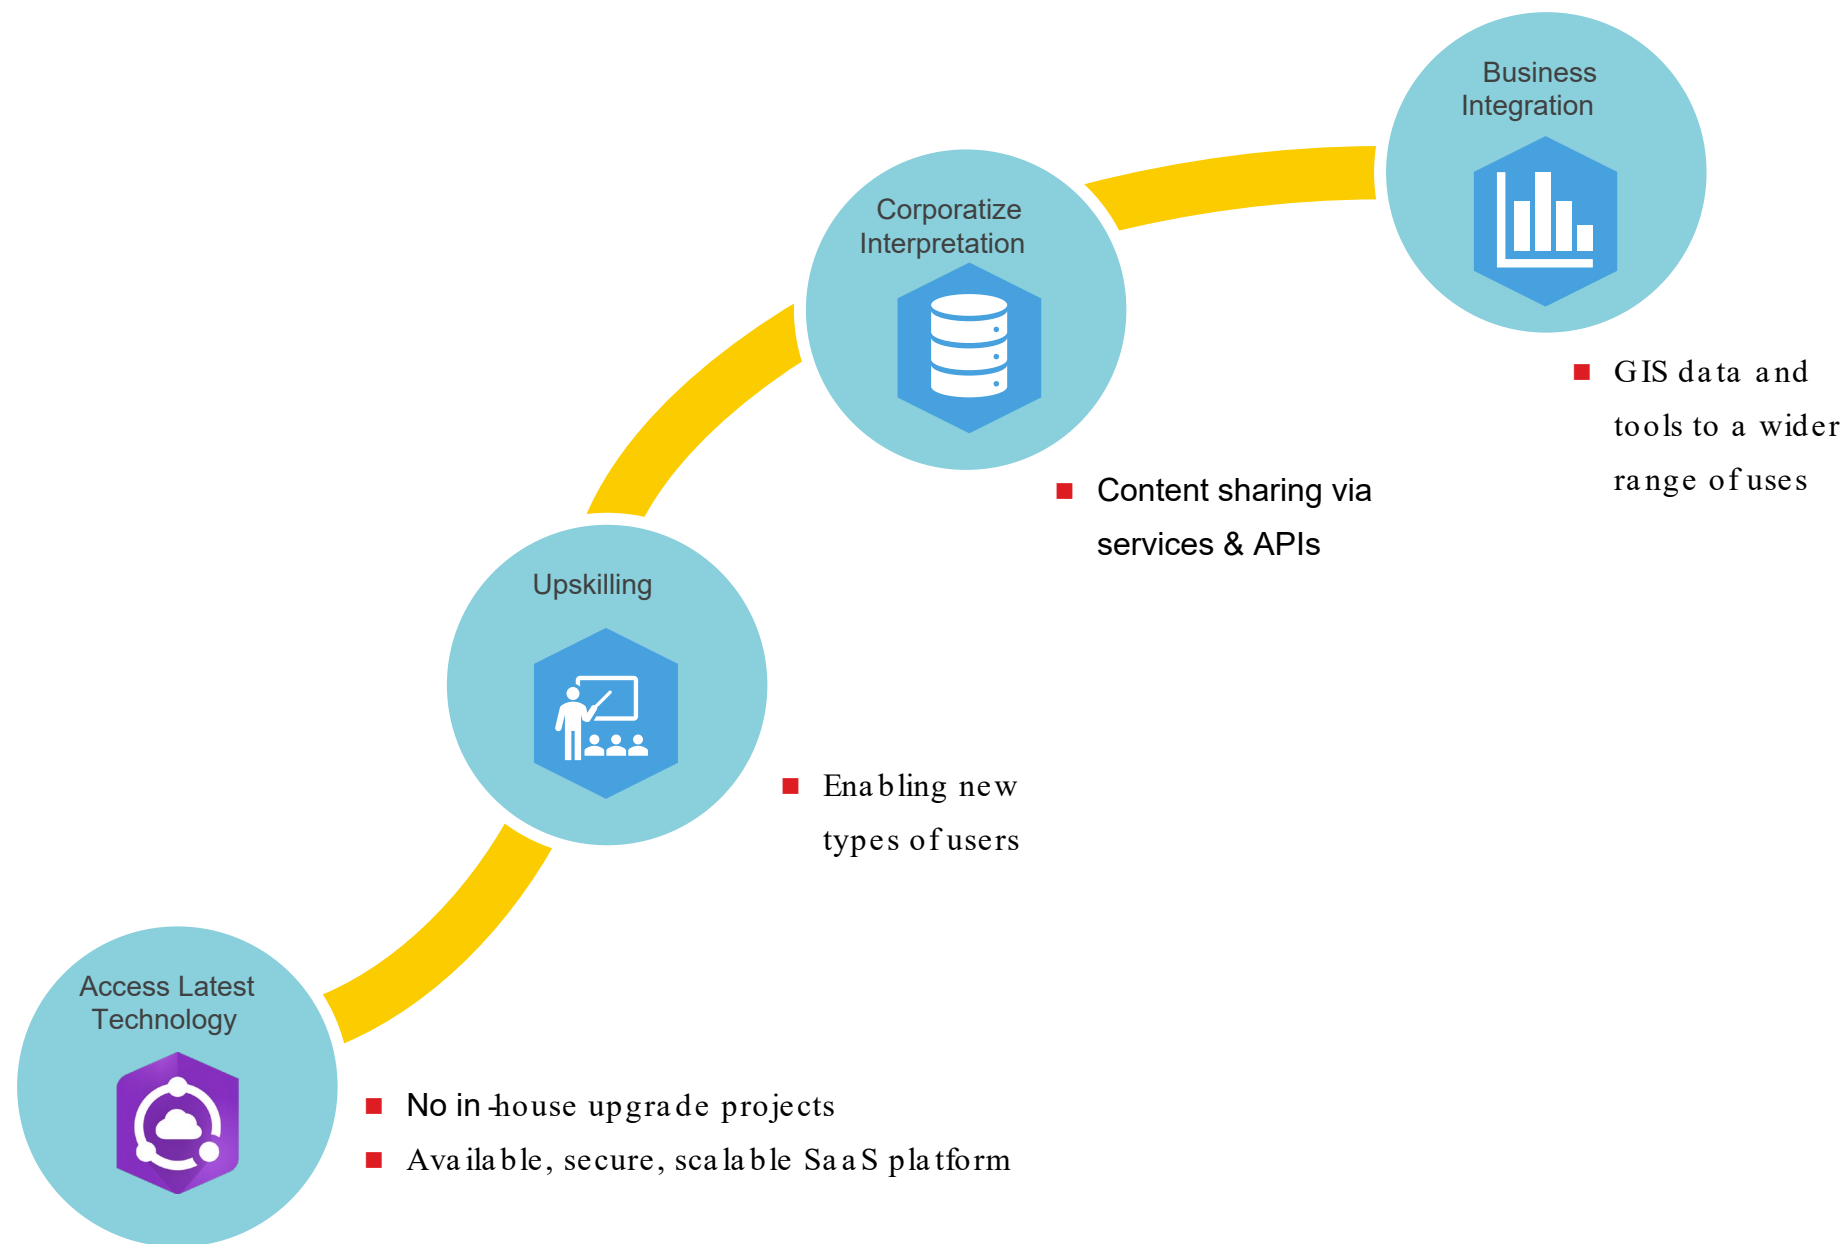 Business
Integration
Corporatize
Interpretation
GIS data and
tools to a wider
range of uses
Content sharing via
services & APIs
Upskilling
Enabling new
types of users
Access Latest
Technology
No in-house upgrade projects
Available, secure, scalable SaaS platform